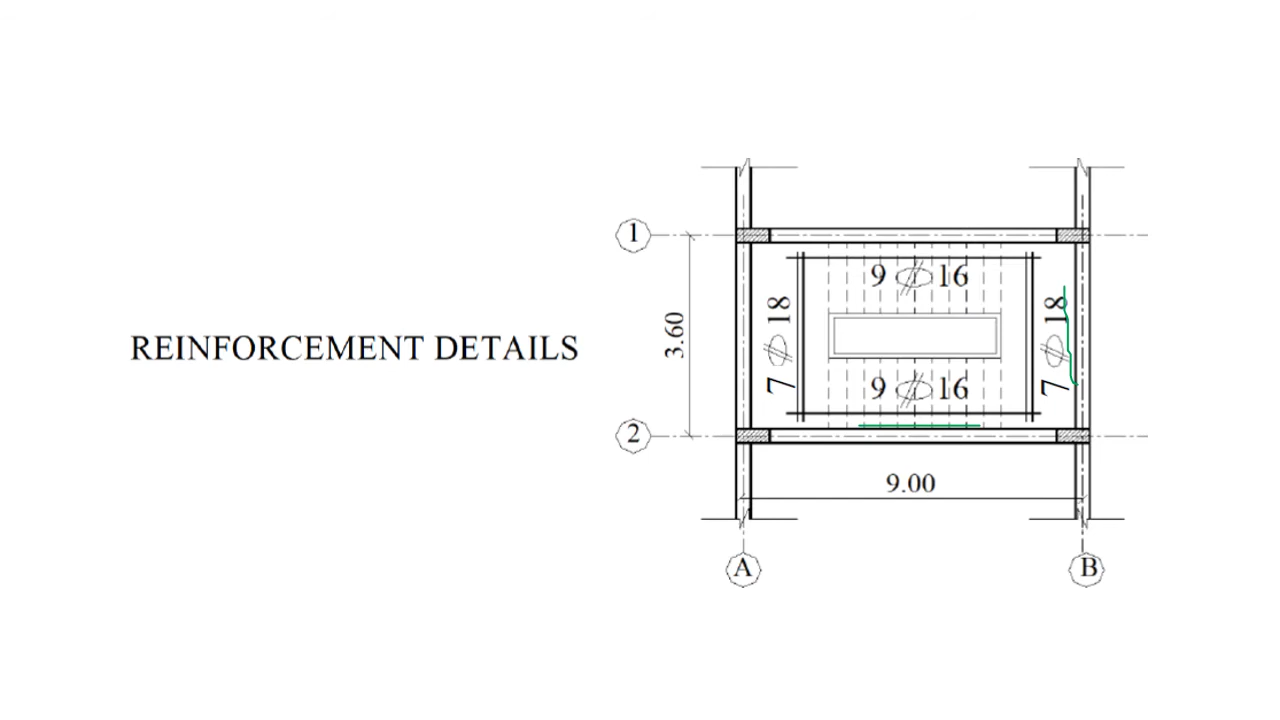 REINFORCEMENT DETAILS
1
9 ⌀ 16
7 ⌀ 18
7 ⌀ 18
3.60
9 ⌀ 16
2
9.00
A
B